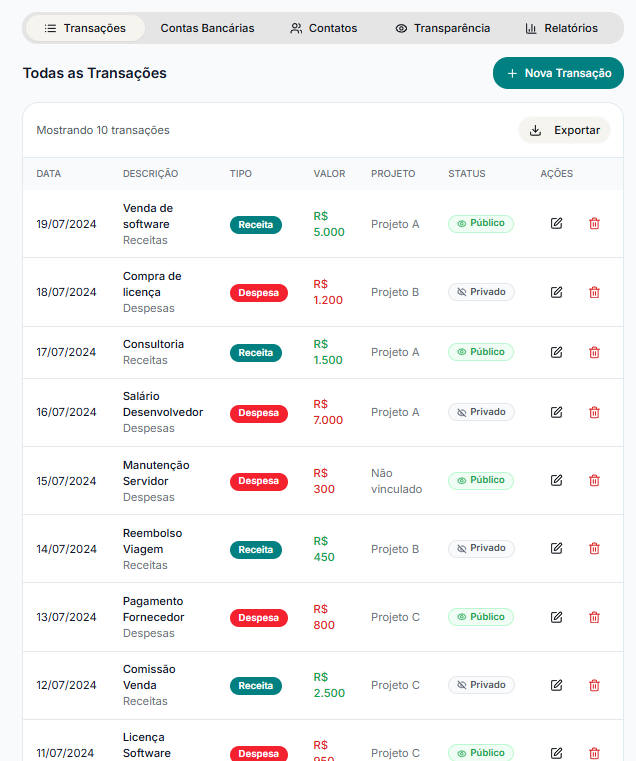 Transações Contas Bancárias Contatos Transparência Relatórios
Todas as Transações
Nova Transação
Mostrando 10 transações
Exportar
DATA DESCRIÇÃO TIPO VALOR PROJETO STATUS AÇÕES
19/07/2024
Venda de
software
Receitas
Receita
R$
5.000
Projeto A
Público
18/07/2024
Compra de
licença
Despesas
Despesa
R$
1.200
Projeto B
Privado
17/07/2024
Consultoria
Receitas
Receita
R$
1.500
Projeto A
Público
16/07/2024
Salário
Desenvolvedor
Despesas
Despesa
R$
7.000
Projeto A
Privado
15/07/2024
Manutenção
Servidor
Despesas
Despesa
R$
300
Não
vinculado
Público
14/07/2024
Reembolso
Viagem
Receitas
Receita
R$
450
Projeto B
Privado
13/07/2024
Pagamento
Fornecedor
Despesas
Despesa
R$
800
Projeto C
Público
12/07/2024
Comissão
Venda
Receitas
Receita
R$
2.500
Projeto C
Privado
11/07/2024
Licença
Software
Despesa
R$
950
Projeto C
Público